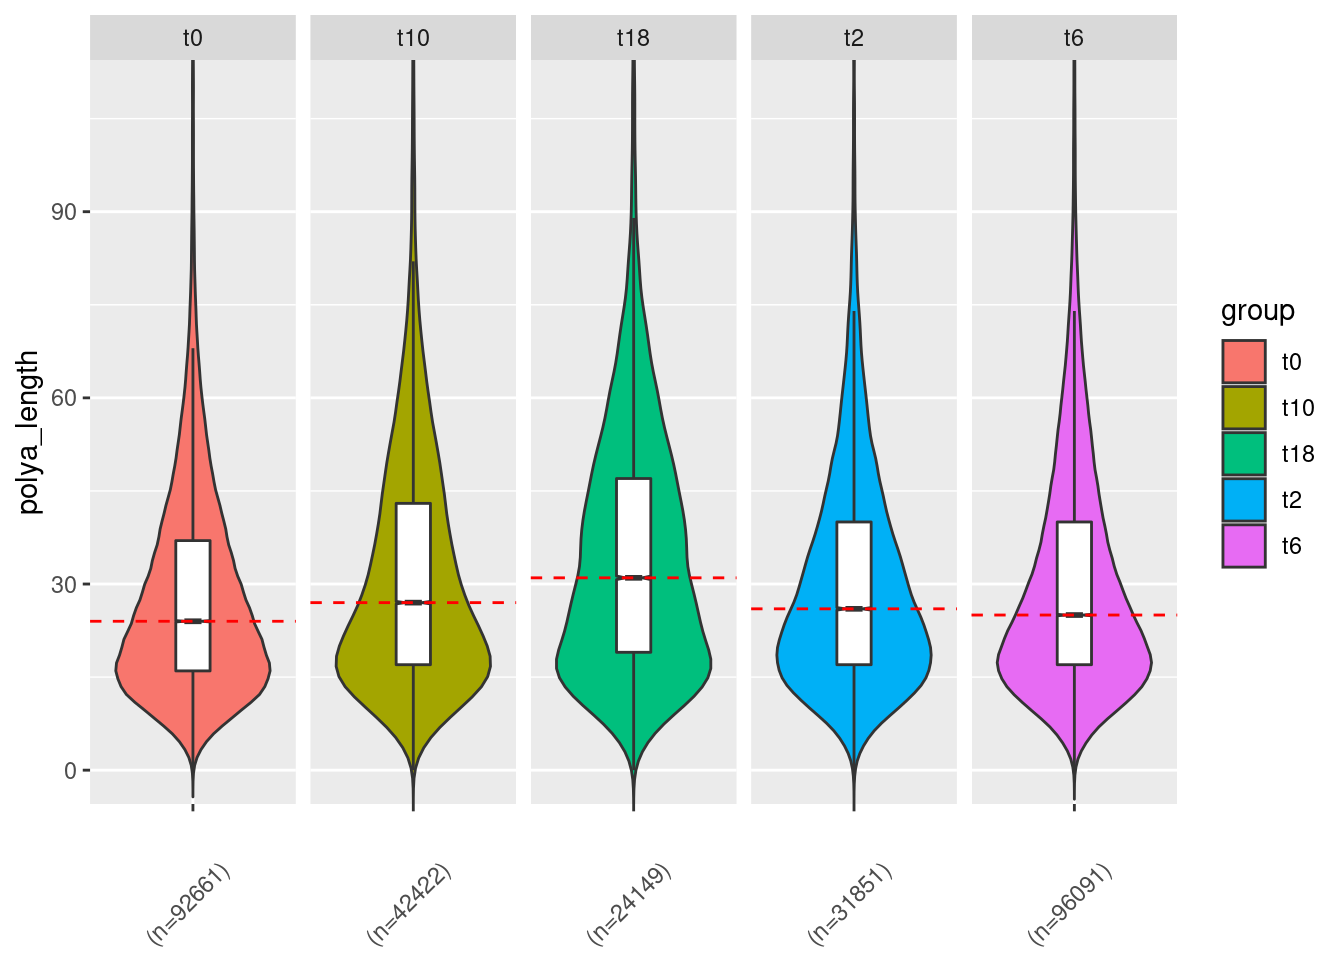 t0 t10 t18 t2 t6
90
60
30
0
polya_length
(n=92661) (n=42422) (n=24149) (n=31851) (n=96091)
group
t0
t10
t18
t2
t6